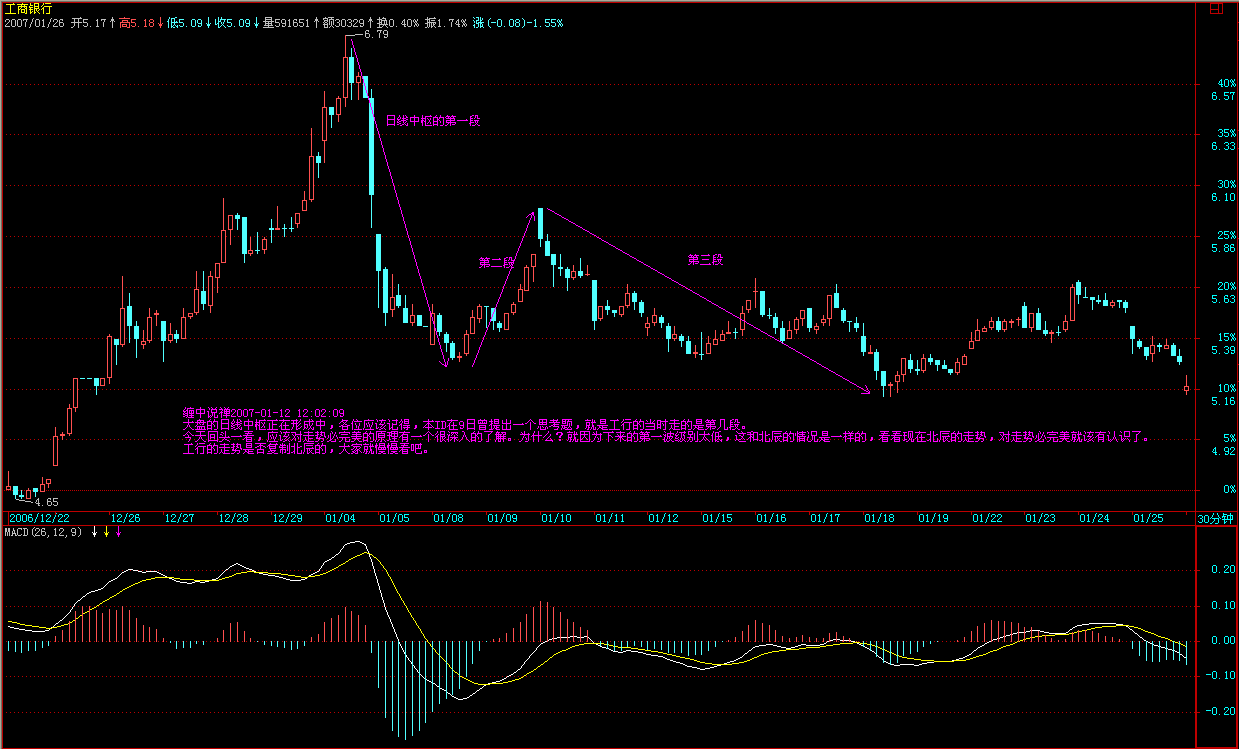 工商银行
2007/01/26 开5.17↑高5.18↓低5.09↓收5.09↓量591651↑额30329↑换0.40% 振1.74% 涨(-0.08)-1.55%
6.79
40%
6.57
日线中枢的第一段
35%
6.33
30%
6.10
25%
5.86
第二段
第三段
20%
5.63
15%
5.39
10%
5.16
缠中说禅2007-01-12 12:02:09
大盘的日线中枢正在形成中，各位应该记得，本ID在9日曾提出一个思考题，就是工行的当时走的是第几段。
今天回头一看，应该对走势必完美的原理有一个很深入的了解。为什么？就因为下来的第一波级别太低，这和北辰的情况是一样的，看看现在北辰的走势，对走势必完美就该有认识了。
工行的走势是否复制北辰的，大家就慢慢看吧。
5%
4.92
0%
4.65
2006/12/22 12/26 12/27 12/28 12/29 01/04 01/05 01/08 01/09 01/10 01/11 01/12 01/15 01/16 01/17 01/18 01/19 01/22 01/23 01/24 01/25 30分钟
MACD(26,12,9) ↓ ↓ ↓
0.20
0.10
0.00
-0.10
-0.20